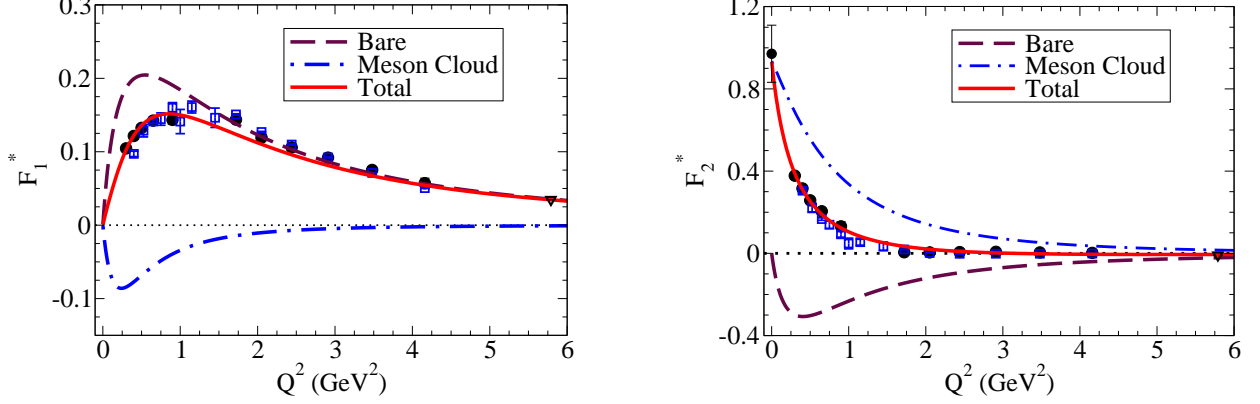 0.3
0.2
0.1
0
-0.1
F1*
Bare
Meson Cloud
Total
0 1 2 3 4 5 6
Q2 (GeV2)
1.2
0.8
0.4
0
-0.4
F2*
Bare
Meson Cloud
Total
0 1 2 3 4 5 6
Q2 (GeV2)